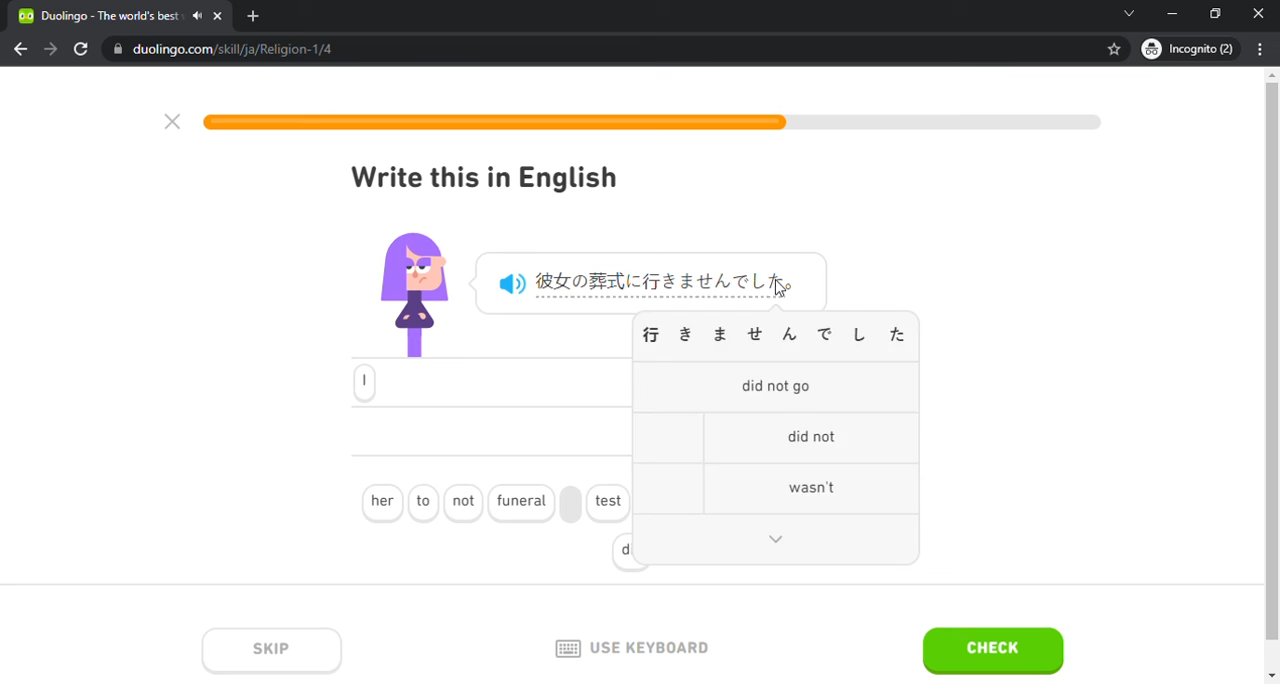 Duolingo - The world's best
duolingo.com/skill/ja/Religion-1/4
Incognito (2)
Write this in English
彼女の葬式に行きませんでした。
行きませんでした
did not go
I
did not
wasn't
her to not funeral test
SKIP
USE KEYBOARD
CHECK